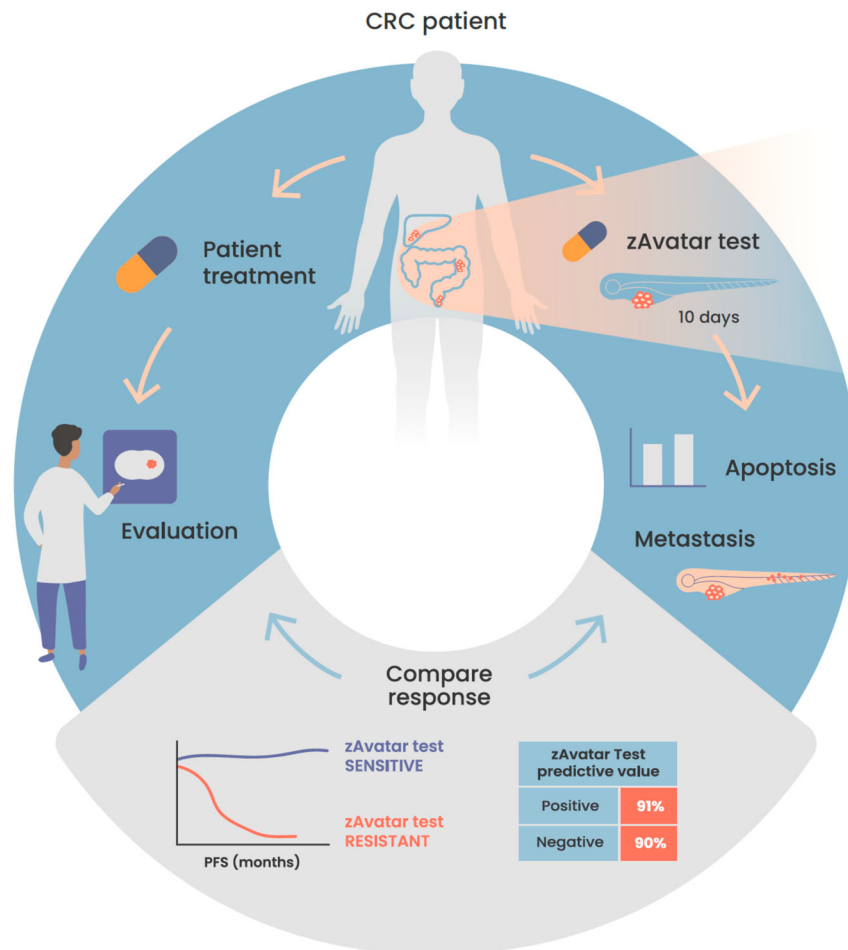 CRC patient
Patient
treatment
zAvatar test
10 days
Evaluation
Apoptosis
Metastasis
Compare
response
zAvatar test
SENSITIVE
zAvatar test
RESISTANT
PFS (months)
zAvatar Test
predictive value
Positive 91%
Negative 90%